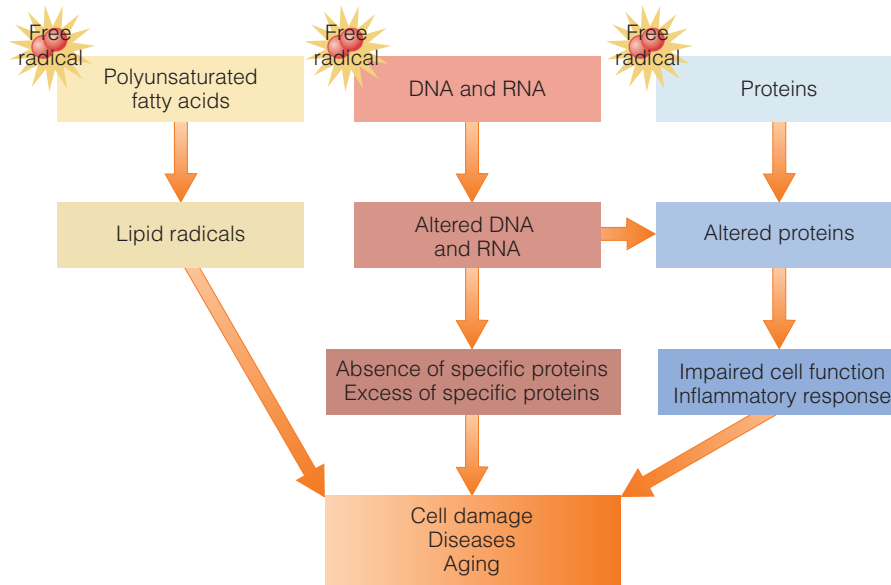 Free
radical
Polyunsaturated
fatty acids
Free
radical
DNA and RNA
Free
radical
Proteins
Lipid radicals
Altered DNA
and RNA
Altered proteins
Absence of specific proteins
Excess of specific proteins
Impaired cell function
Inflammatory response
Cell damage
Diseases
Aging